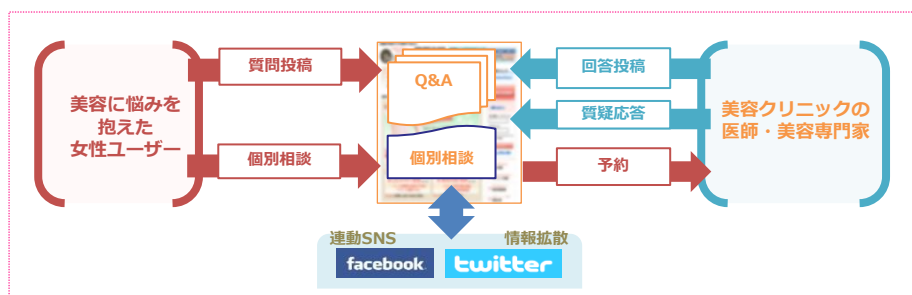 美容に悩みを
抱えた
女性ユーザー
質問投稿
個別相談
Q&A
個別相談
回答投稿
質疑応答
予約
美容クリニックの
医師・美容専門家
連動SNS
情報拡散
facebook
twitter